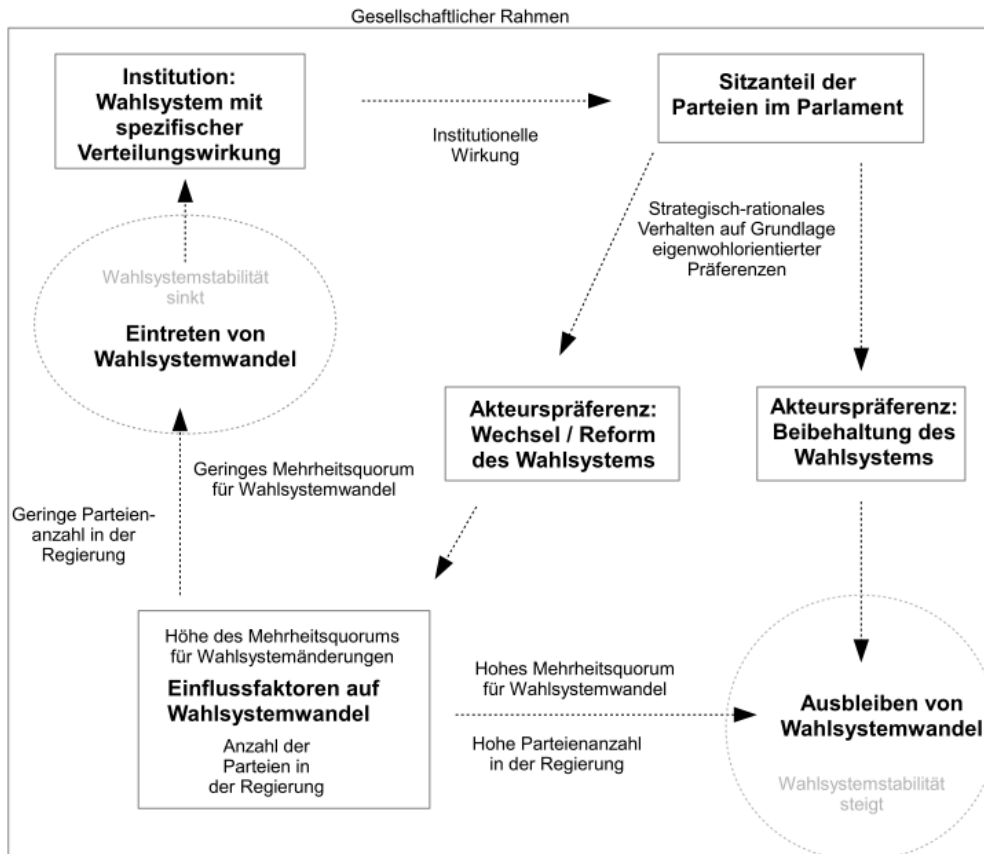 Gesellschaftlicher Rahmen
Institution:
Wahlsystem mit
spezifischer
Verteilungswirkung
Institutionelle
Wirkung
Sitzanteil der
Parteien im Parlament
Strategisch-rationales
Verhalten auf Grundlage
eigenwohlorientierter
Präferenzen
Wahlsystemstabilität
sinkt
Eintreten von
Wahlsystemwandel
Akteurspräferenz:
Wechsel / Reform
des Wahlsystems
Akteurspräferenz:
Beibehaltung des
Wahlsystems
Geringes Mehrheitsquorum
für Wahlsystemwandel
Geringe Parteien-
anzahl in der
Regierung
Höhe des Mehrheitsquorums
für Wahlsystemänderungen
Einflussfaktoren auf
Wahlsystemwandel
Anzahl der
Parteien in
der Regierung
Hohes Mehrheitsquorum
für Wahlsystemwandel
Hohe Parteienanzahl
in der Regierung
Ausbleiben von
Wahlsystemwandel
Wahlsystemstabilität
steigt